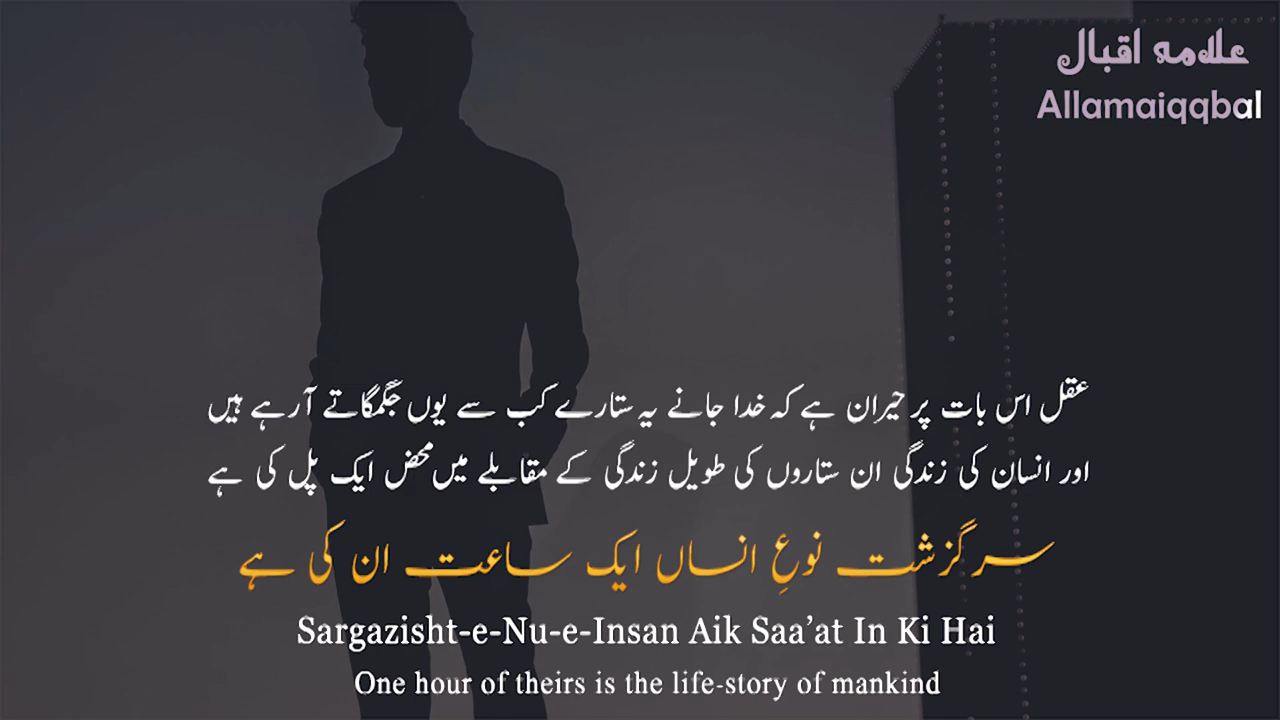 علامہ اقبال
Allamaiqqbal
عقل اس بات پر حیران ہے کہ خدا جانے یہ ستارے کب سے یوں جگمگاتے آ رہے ہیں
اور انسان کی زندگی ان ستاروں کی طویل زندگی کے مقابلے میں محض ایک پل کی ہے
سرگزشت نوعِ انساں ایک ساعت ان کی ہے
Sargazisht-e-Nu-e-Insan Aik Saa’at In Ki Hai
One hour of theirs is the life-story of mankind